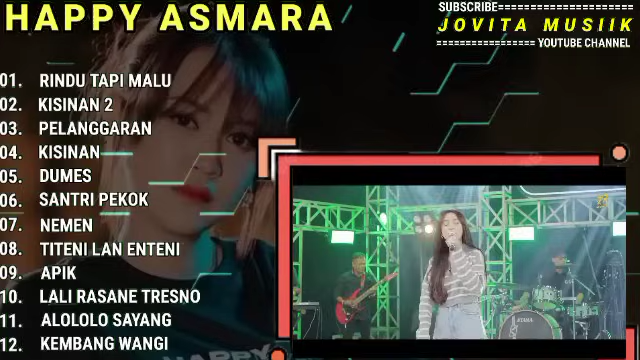 HAPPY ASMARA
SUBSCRIBE
JOVITA MUSIIK
YOUTUBE CHANNEL
01. RINDU TAPI MALU
02. KISINAN 2
03. PELANGGARAN
04. KISINAN
05. DUMES
06. SANTRI PEKOK
07. NEMEN
08. TITENI LAN ENTENI
09. APIK
10. LALI RASANE TRESNO
11. ALOLOLO SAYANG
12. KEMBANG WANGI
HAPPY
TAMA